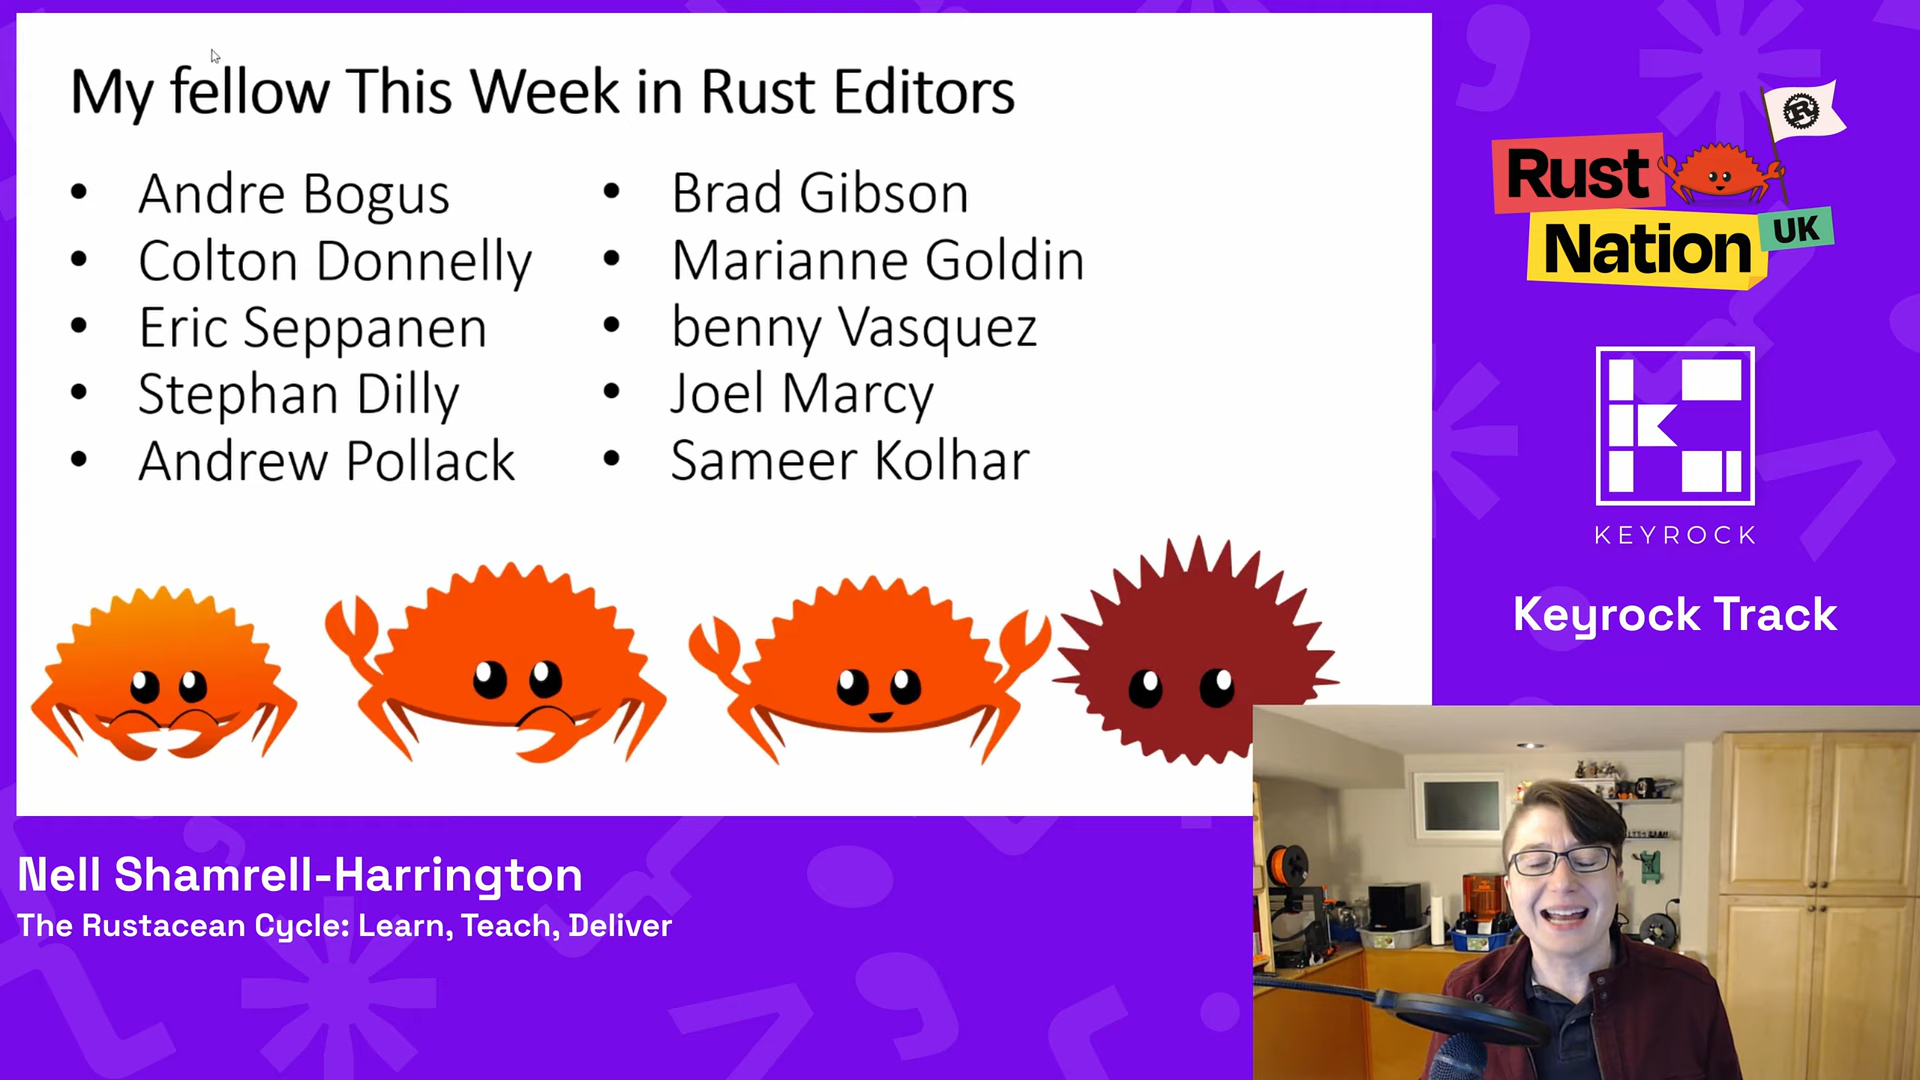 My fellow This Week in Rust Editors
• Andre Bogus
• Colton Donnelly
• Eric Seppanen
• Stephan Dilly
• Andrew Pollack
• Brad Gibson
• Marianne Goldin
• benny Vasquez
• Joel Marcy
• Sameer Kolhar
R
Rust
Nation
UK
K
KEYROCK
Keyrock Track
Nell Shamrell-Harrington
The Rustacean Cycle: Learn, Teach, Deliver